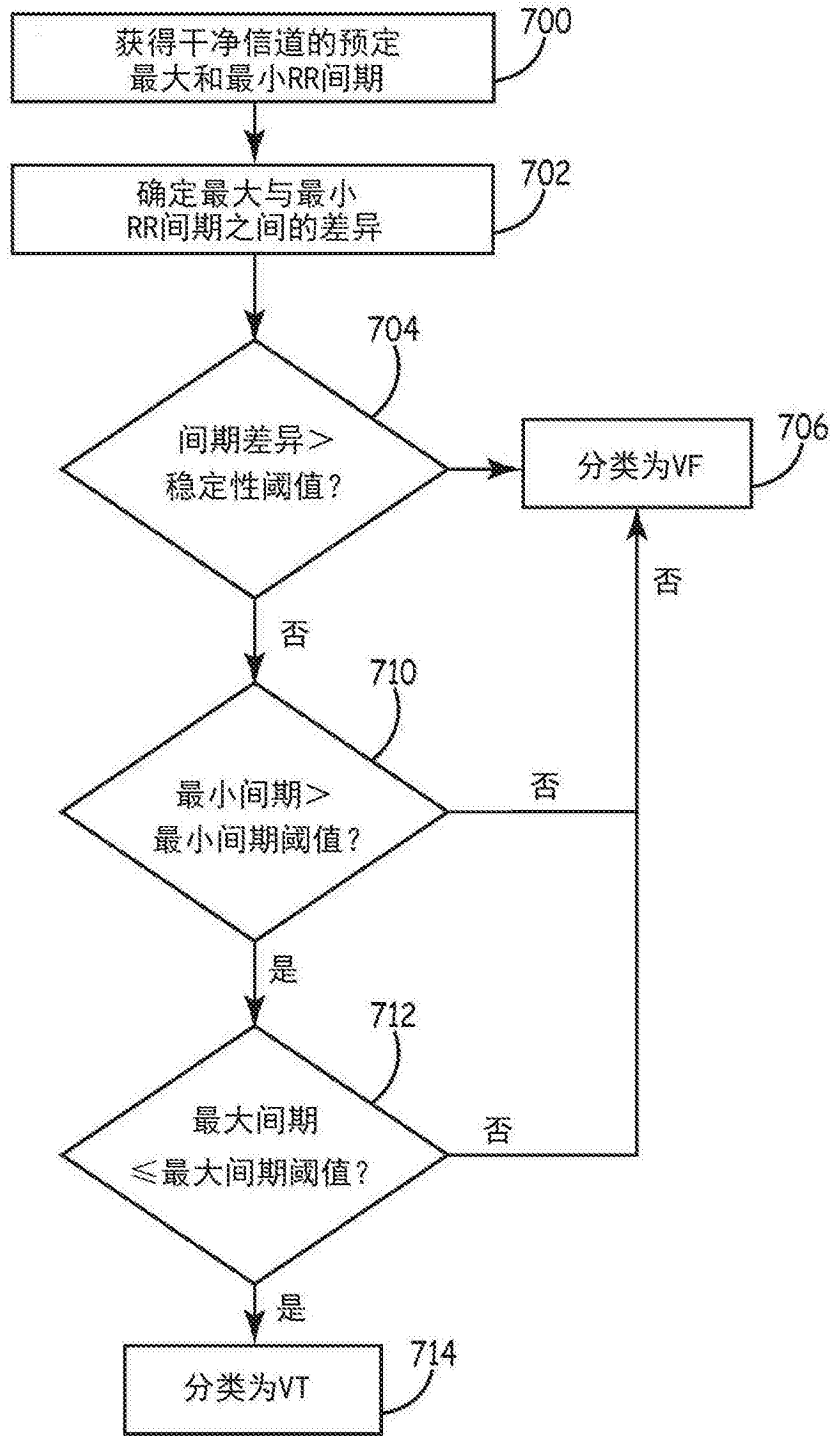 获得干净信道的预定
最大和最小RR间期
700
确定最大与最小
RR间期之间的差异
702
704
间期差异>
稳定性阈值?
706
分类为VF
否
否
710
最小间期>
最小间期阈值?
否
是
712
最大间期
≤最大间期阈值?
否
是
714
分类为VT